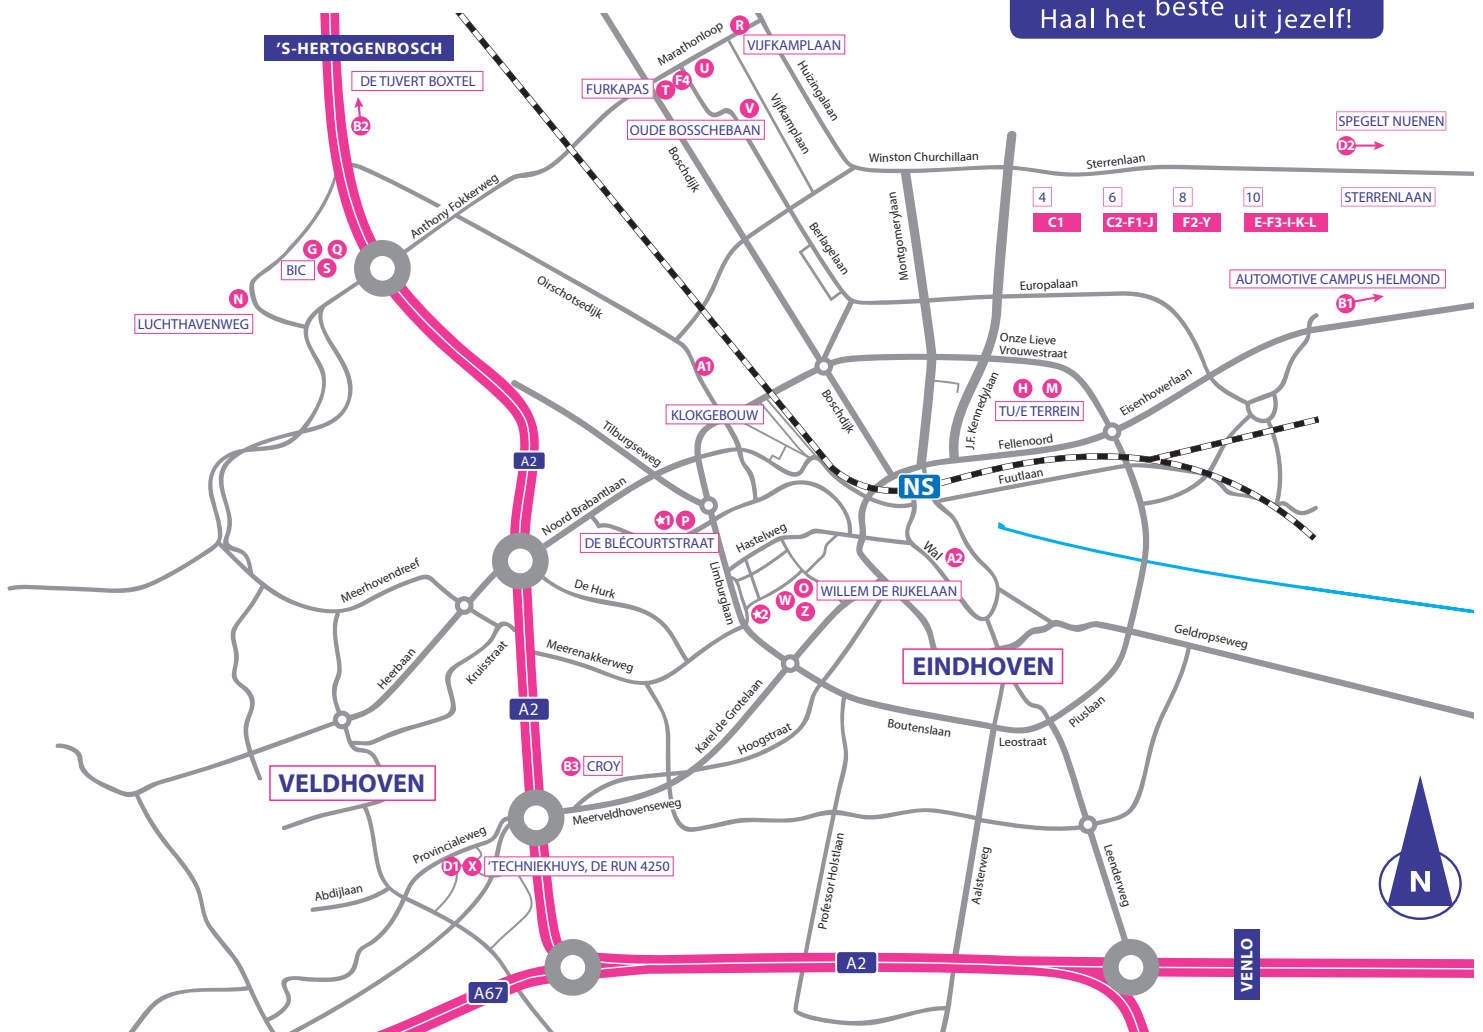 Haal het beste uit jezelf!
'S-HERTOGENBOSCH
DE TIJVERT BOXTEL
B2
Marathonloop
R
VIJFKAMPLAAN
U
F4
T
FURKAPAS
V
OUDE BOSSCHEBAAN
Huizingalaan
Vijfkamplaan
Boschdijk
Winston Churchillaan
Sterrenlaan
SPEGELT NUENEN
D2
4
6
8
10
STERRENLAAN
C1
C2-F1-J
F2-Y
E-F3-I-K-L
Anthony Fokkerweg
G
Q
S
BIC
N
LUCHTHAVENWEG
Oirschotsedijk
Berlagelaan
Montgomerylaan
Europalaan
AUTOMOTIVE CAMPUS HELMOND
B1
Onze Lieve
Vrouwestraat
A1
KLOKGEBOUW
Boschdijk
J.F. Kennedylaan
H
M
TU/E TERREIN
Eisenhowerlaan
Fellenoord
Fuutlaan
NS
Tilburgseweg
A2
Noord Brabantlaan
1
P
DE BLÉCOURTSTRAAT
Hastelweg
Limburglaan
Wal
A2
O
W
Z
2
WILLEM DE RIJKELAAN
Meerhovendreef
De Hurk
Heerbaan
Kruisstraat
Meerenakkerweg
EINDHOVEN
Geldropseweg
A2
Karel de Grotelaan
Hoogstraat
Boutenslaan
Leostraat
Piuslaan
B3
CROY
VELDHOVEN
Meerveldhovenseweg
Provincialeweg
D1
X
'TECHNIEKHUYS, DE RUN 4250
Abdijlaan
Professor Holstlaan
Aalsterweg
Leenderweg
N
A2
A67
VENLO